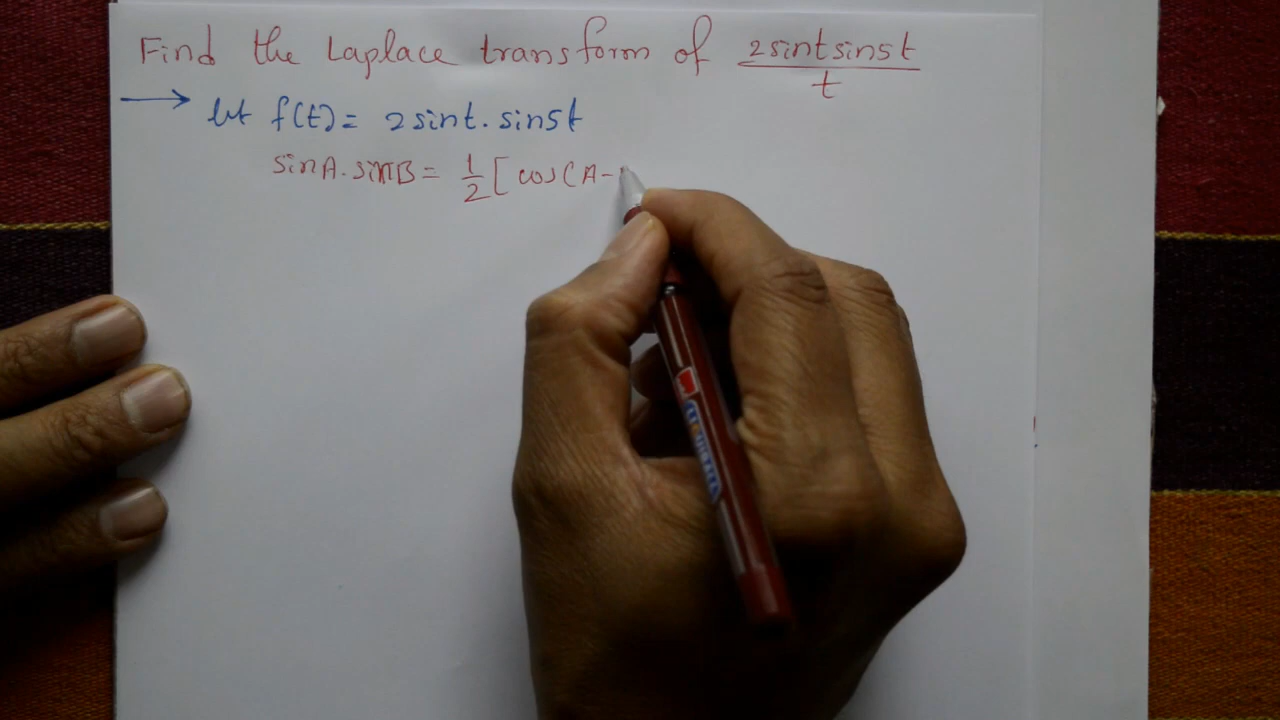 Find the Laplace transform of 2sint sin5t / t
→ let f(t) = 2sint. sin5t
sinA. sinB = 1/2 [ cos(A-